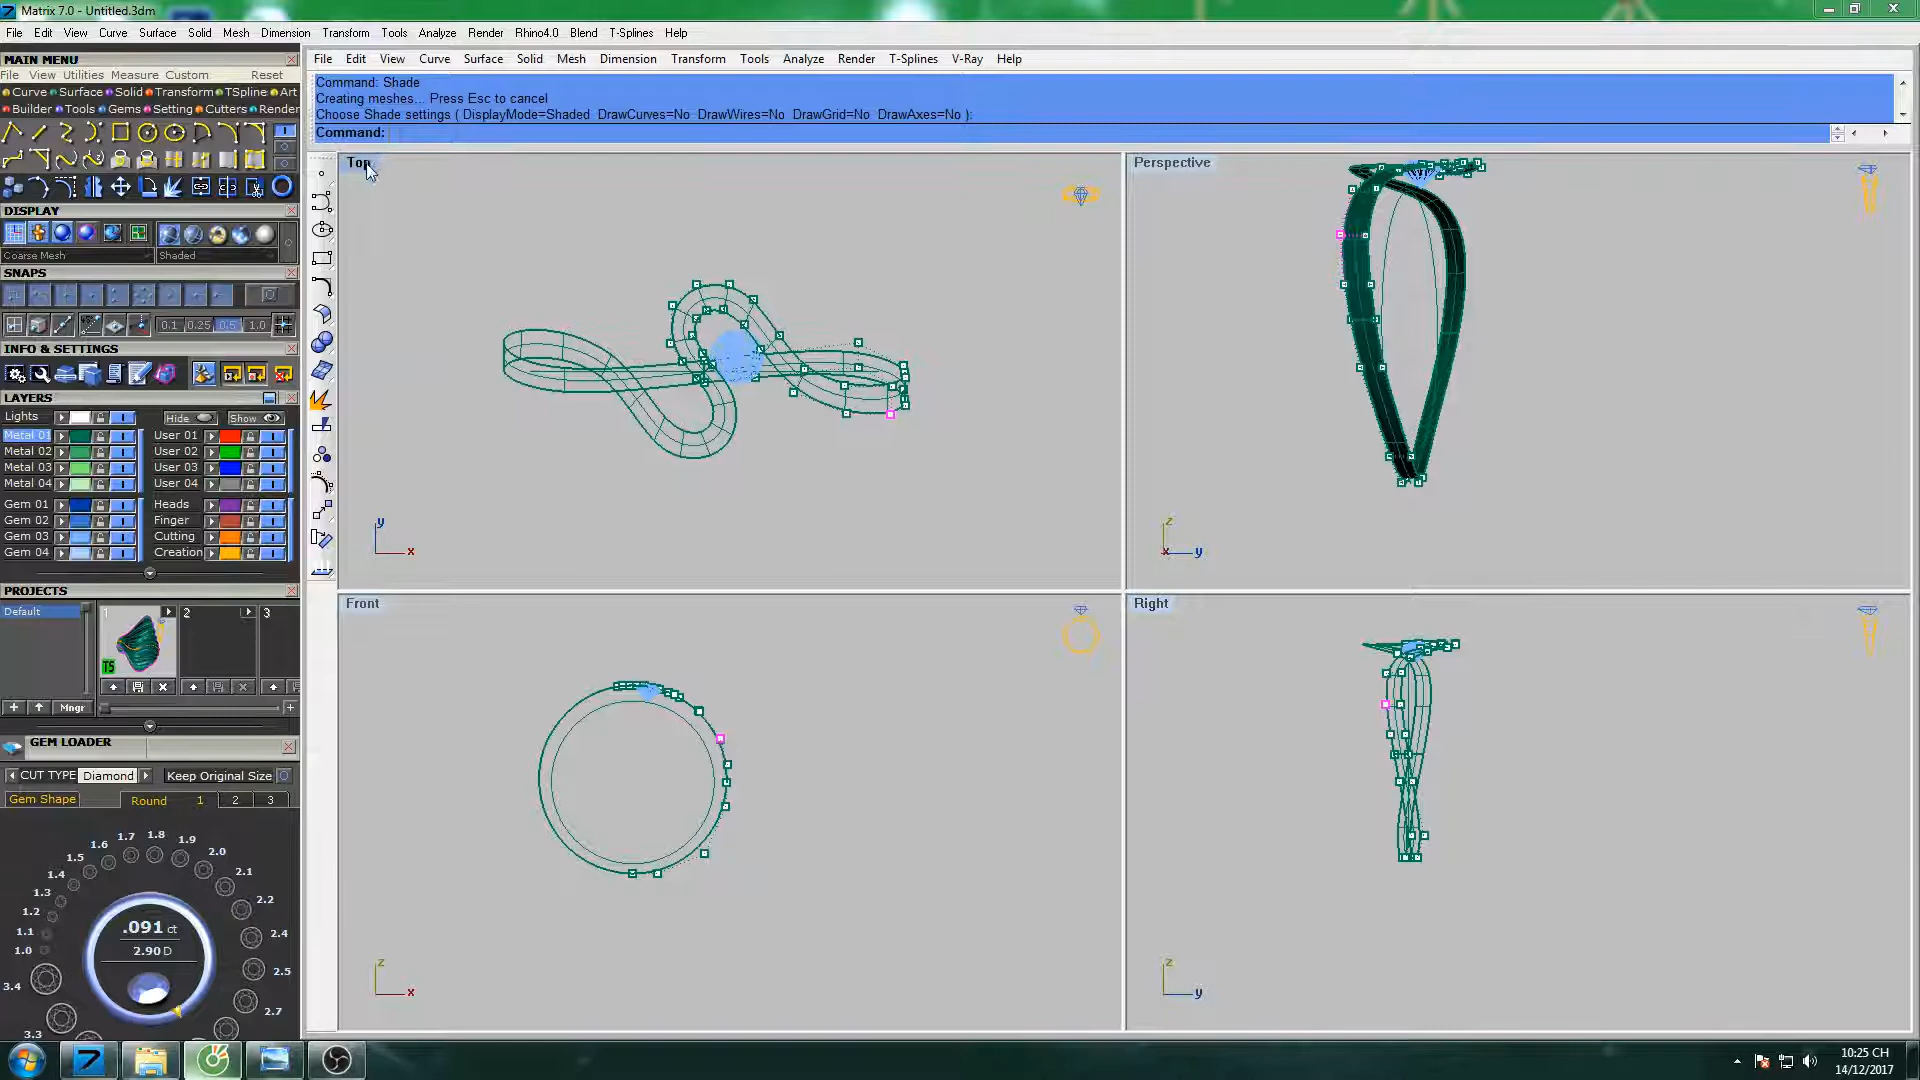 Matrix 7.0 - Untitled.3dm
File Edit View Curve Surface Solid Mesh Dimension Transform Tools Analyze Render Rhino4.0 Blend T-Splines Help
MAIN MENU
File View Utilities Measure Custom Reset
Curve Surface Solid Transform TSpline Art
Builder Tools Gems Setting Cutters Render
File Edit View Curve Surface Solid Mesh Dimension Transform Tools Analyze Render T-Splines V-Ray Help
Command: Shade
Creating meshes... Press Esc to cancel
Choose Shade settings ( DisplayMode=Shaded DrawCurves=No DrawWires=No DrawGrid=No DrawAxes=No ):
Command:
DISPLAY
Coarse Mesh Shaded
SNAPS
0.1 0.25 0.5 1.0
INFO & SETTINGS
LAYERS
Lights Hide Show
Metal 01 User 01
Metal 02 User 02
Metal 03 User 03
Metal 04 User 04
Gem 01 Heads
Gem 02 Finger
Gem 03 Cutting
Gem 04 Creation
PROJECTS
Default 1 2 3
TS
Mngr
GEM LOADER
CUT TYPE Diamond Keep Original Size
Gem Shape Round 1 2 3
1.0 1.1 1.2 1.3 1.4 1.5 1.6 1.7 1.8 1.9 2.0 2.1 2.2 2.4 2.5 2.7
3.4
3.3
.091 ct
2.90 D
Top
y
x
Perspective
z
x y
Front
z
x
Right
z
y
10:25 CH
14/12/2017